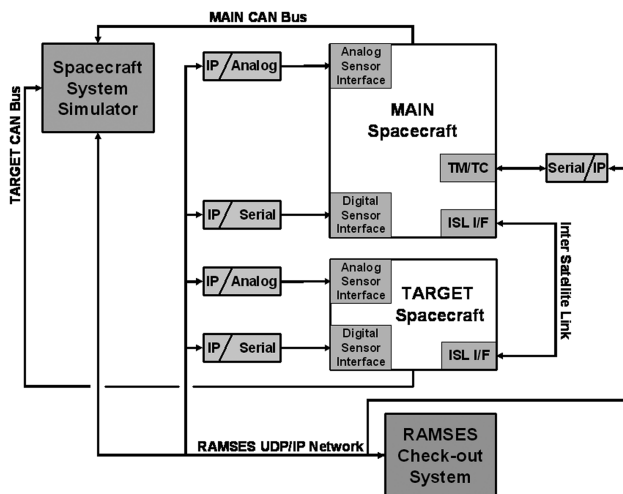 MAIN CAN Bus
Spacecraft
System
Simulator
TARGET CAN Bus
IP/Analog
Analog
Sensor
Interface
MAIN
Spacecraft
TM/TC
Serial/IP
IP/ Serial
Digital
Sensor
Interface
ISL I/F
Inter Satellite Link
IP/Analog
Analog
Sensor
Interface
TARGET
Spacecraft
IP/ Serial
Digital
Sensor
Interface
ISL I/F
RAMSES UDP/IP Network
RAMSES
Check-out
System